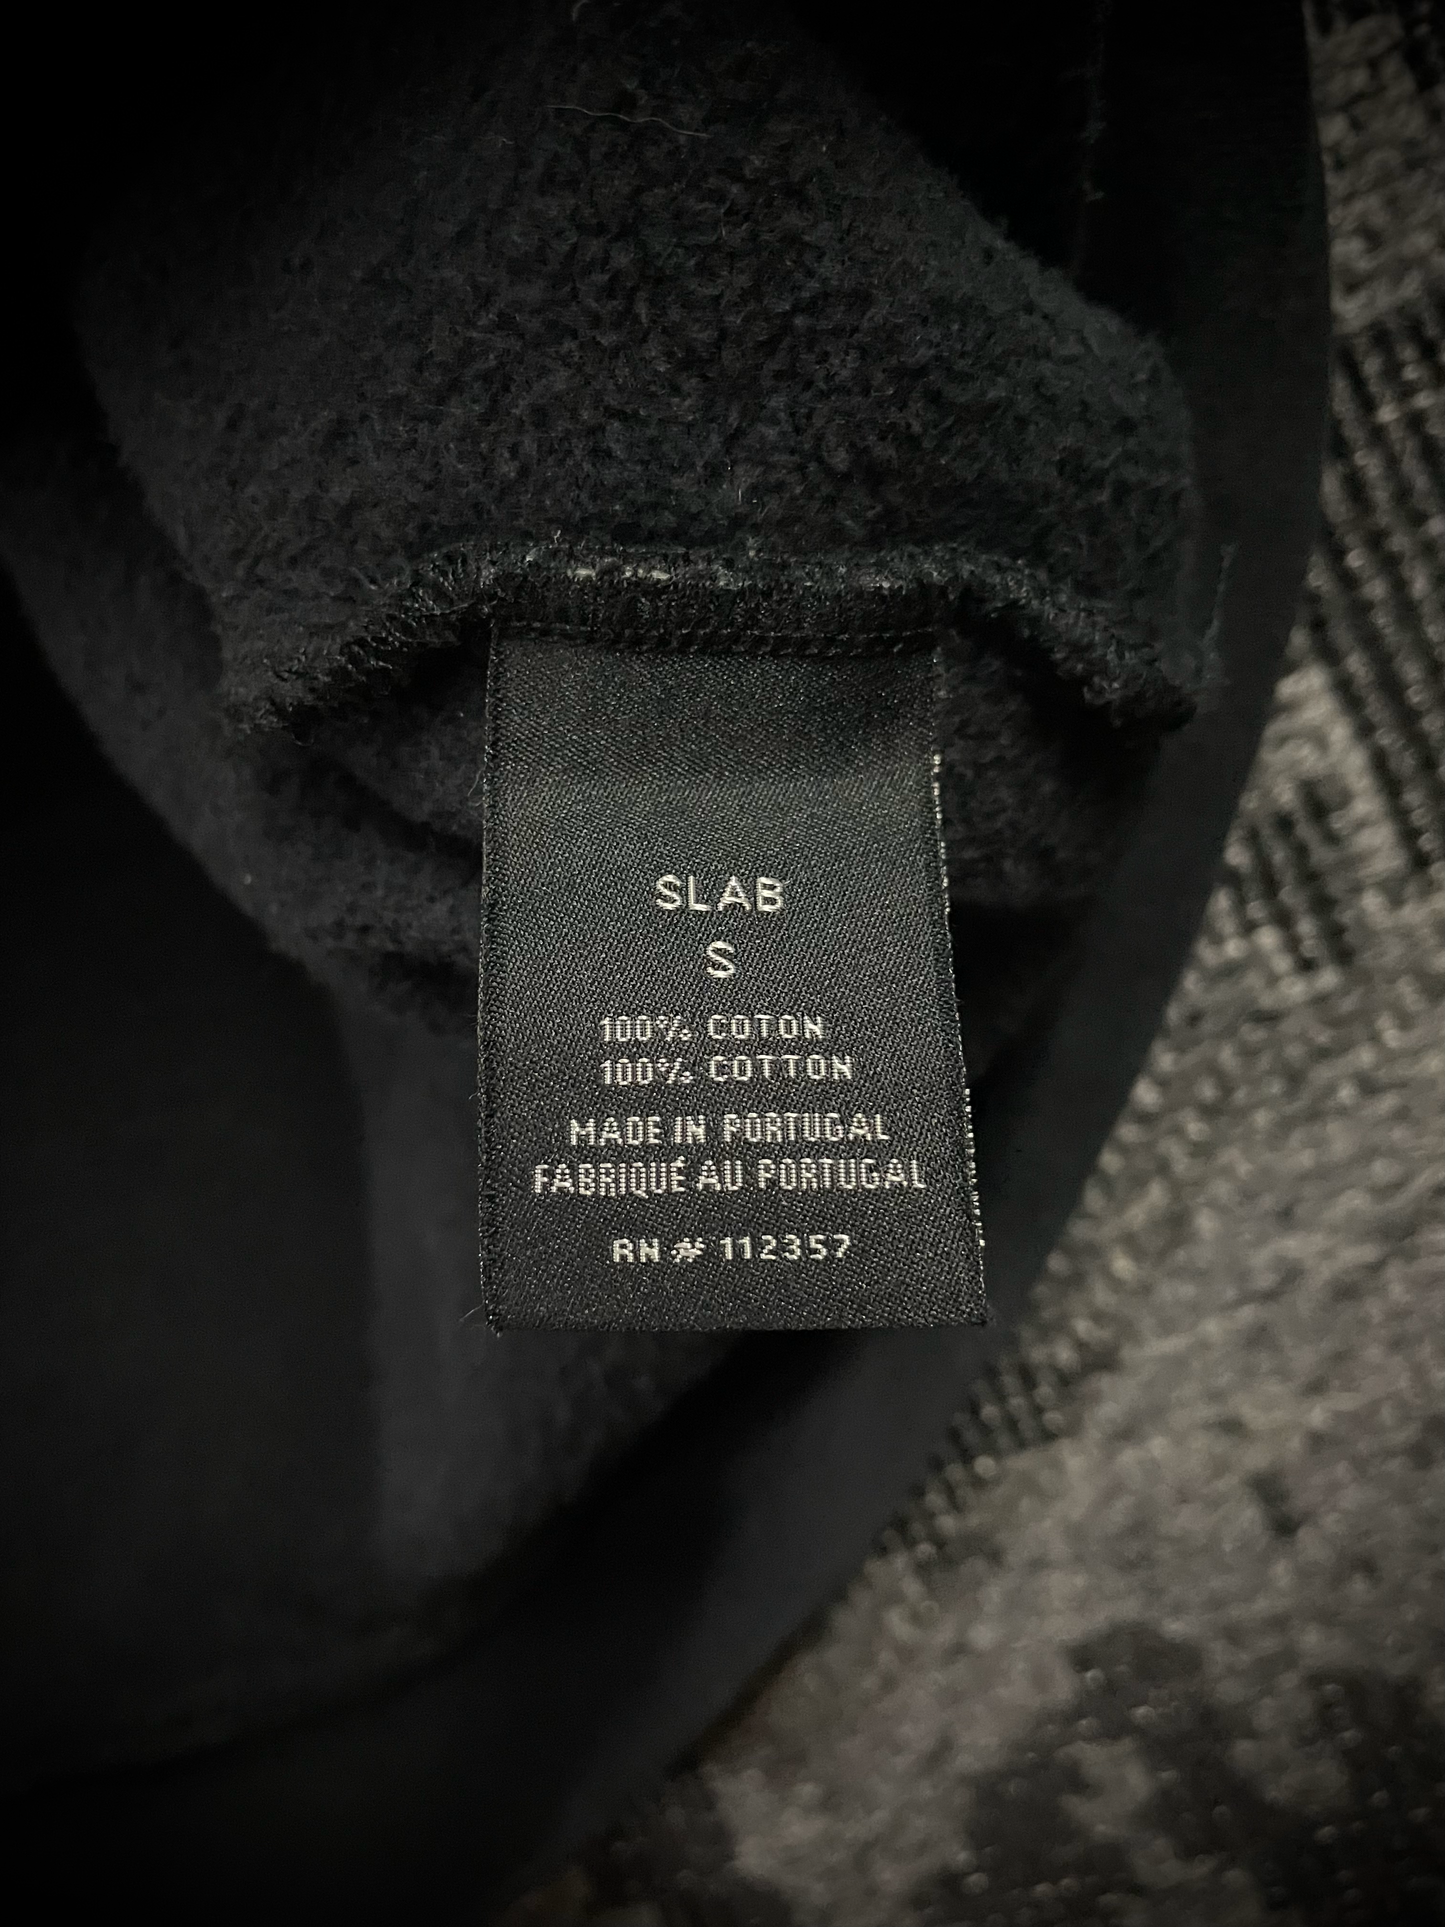 SLAB
S
100% COTON
100% COTTON
MADE IN PORTUGAL
FABRIQUÉ AU PORTUGAL
RN # 112357